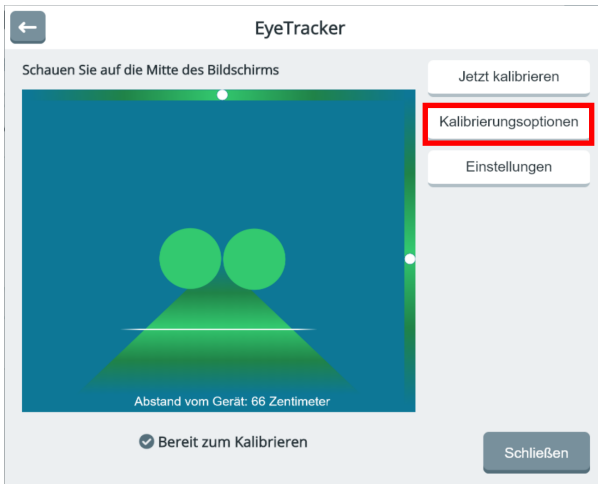 EyeTracker
Schauen Sie auf die Mitte des Bildschirms
Jetzt kalibrieren
Kalibrierungsoptionen
Einstellungen
Abstand vom Gerät: 66 Zentimeter
Bereit zum Kalibrieren
Schließen